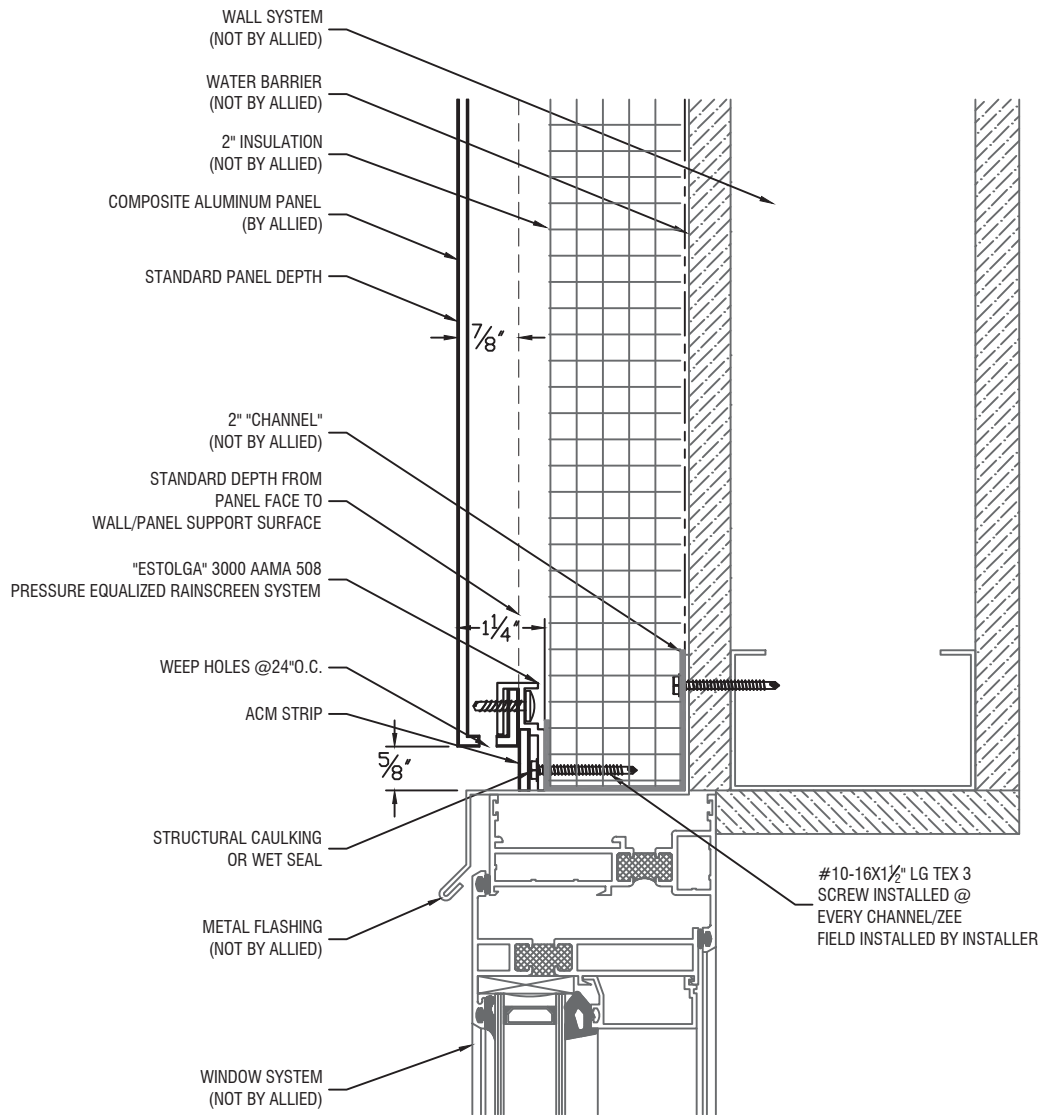 WALL SYSTEM
(NOT BY ALLIED)
WATER BARRIER
(NOT BY ALLIED)
2" INSULATION
(NOT BY ALLIED)
COMPOSITE ALUMINUM PANEL
(BY ALLIED)
STANDARD PANEL DEPTH
7/8"
2" "CHANNEL"
(NOT BY ALLIED)
STANDARD DEPTH FROM
PANEL FACE TO
WALL/PANEL SUPPORT SURFACE
"ESTOLGA" 3000 AAMA 508
PRESSURE EQUALIZED RAINSCREEN SYSTEM
1 1/4"
WEEP HOLES @24"O.C.
ACM STRIP
5/8"
STRUCTURAL CAULKING
OR WET SEAL
#10-16X1½" LG TEX 3
SCREW INSTALLED @
EVERY CHANNEL/ZEE
FIELD INSTALLED BY INSTALLER
METAL FLASHING
(NOT BY ALLIED)
WINDOW SYSTEM
(NOT BY ALLIED)